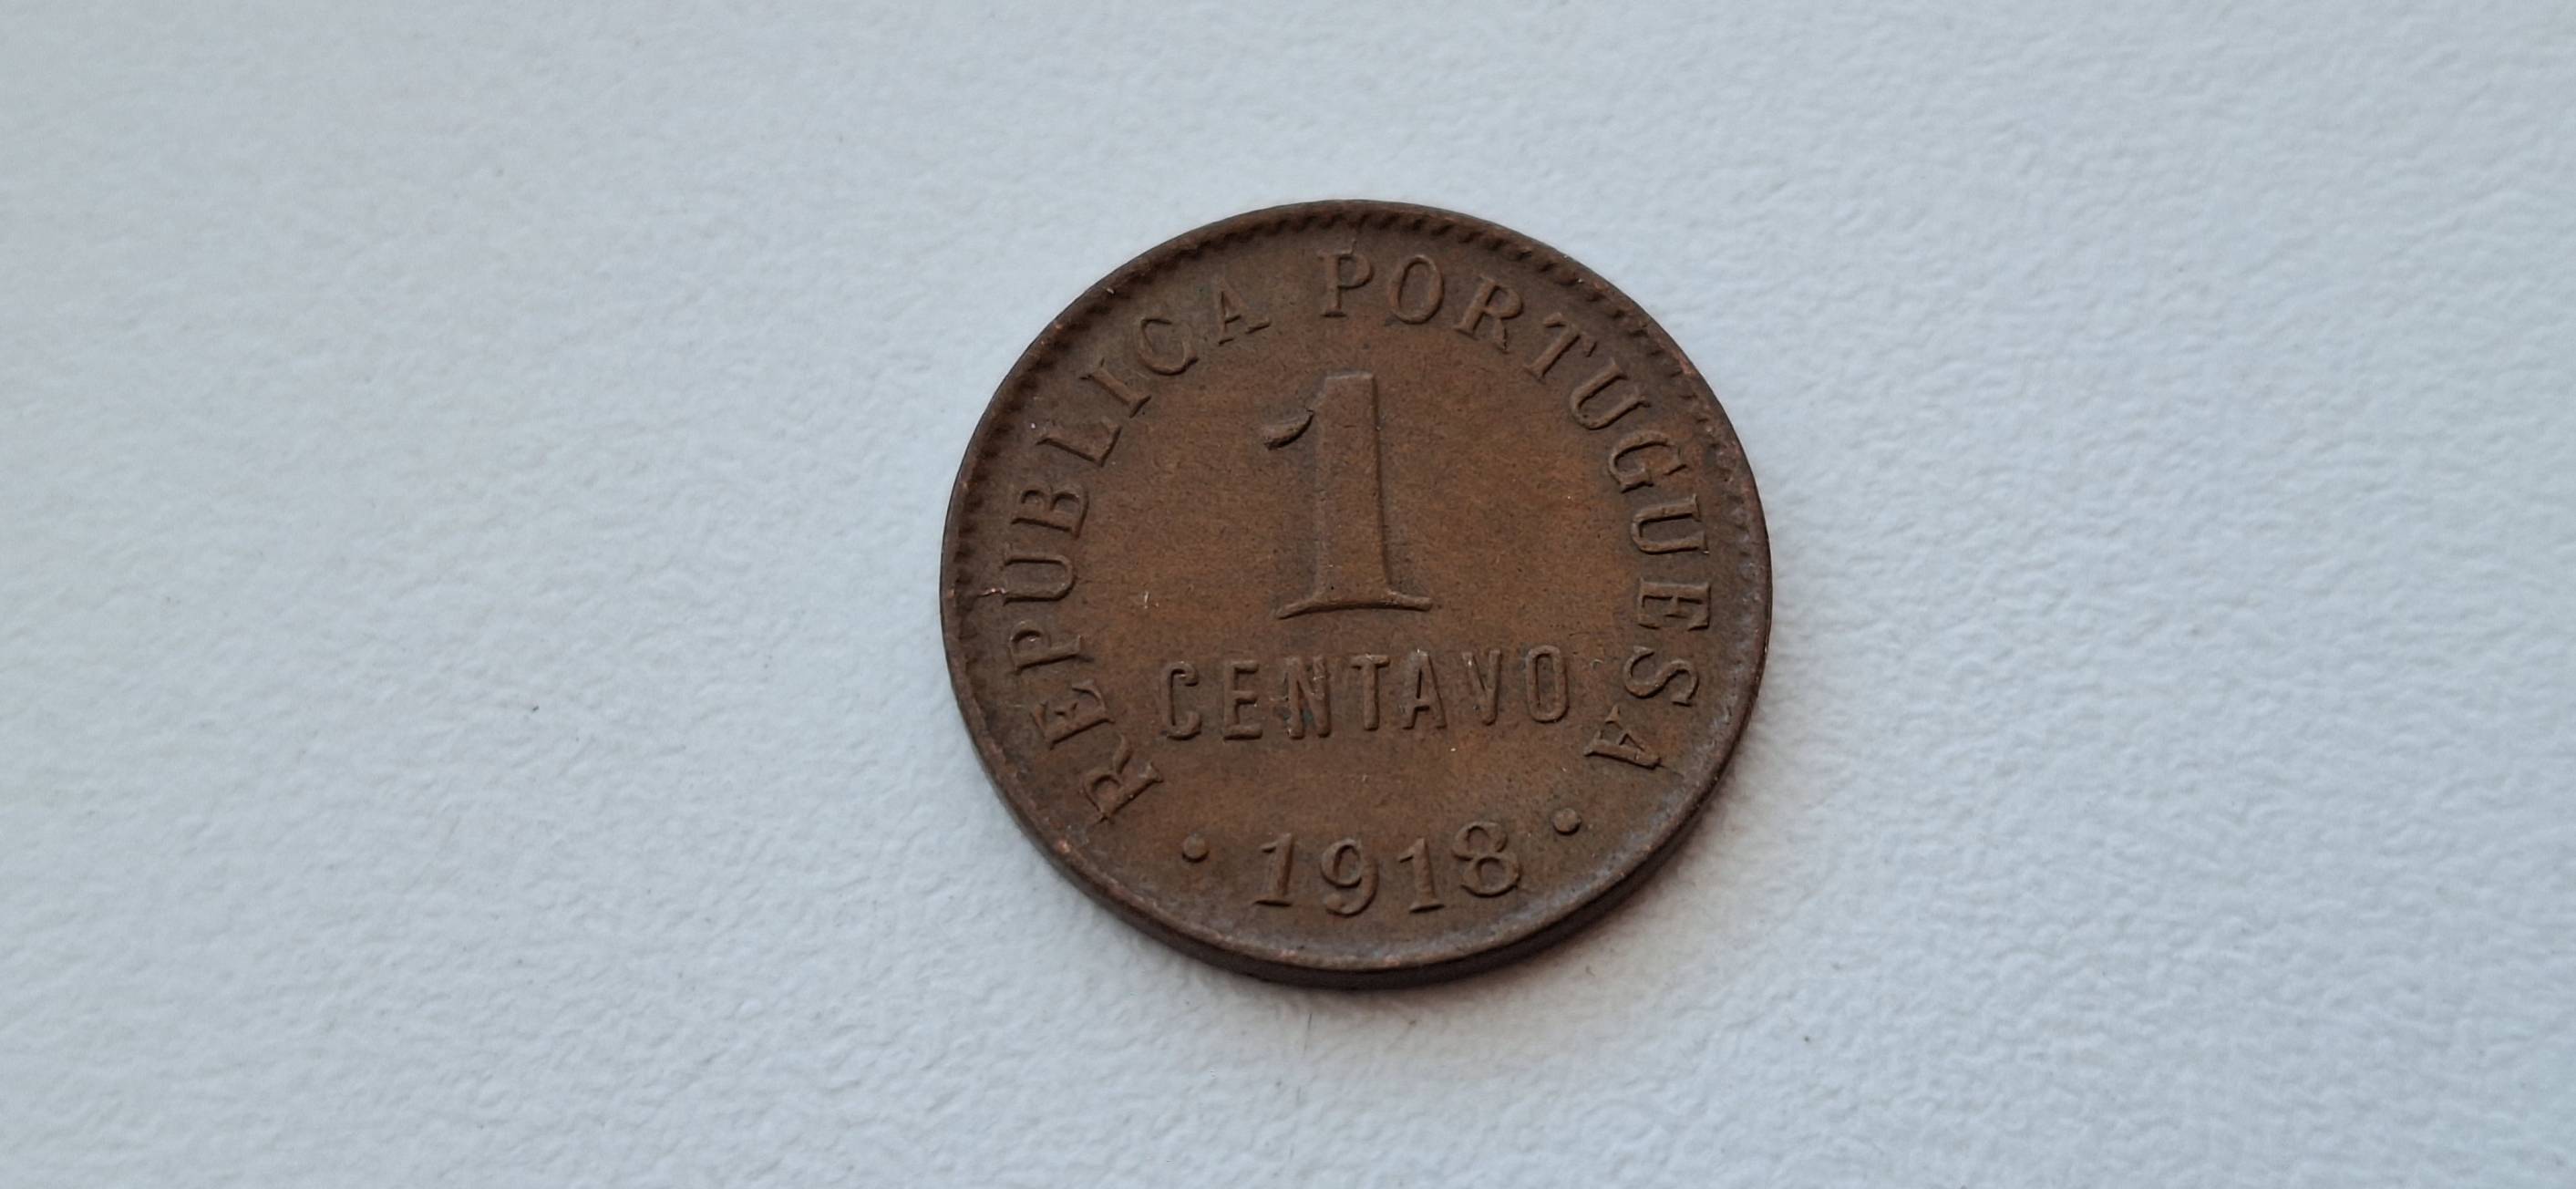 REPUBLICA PORTUGUESA
1
CENTAVO
• 1918 •